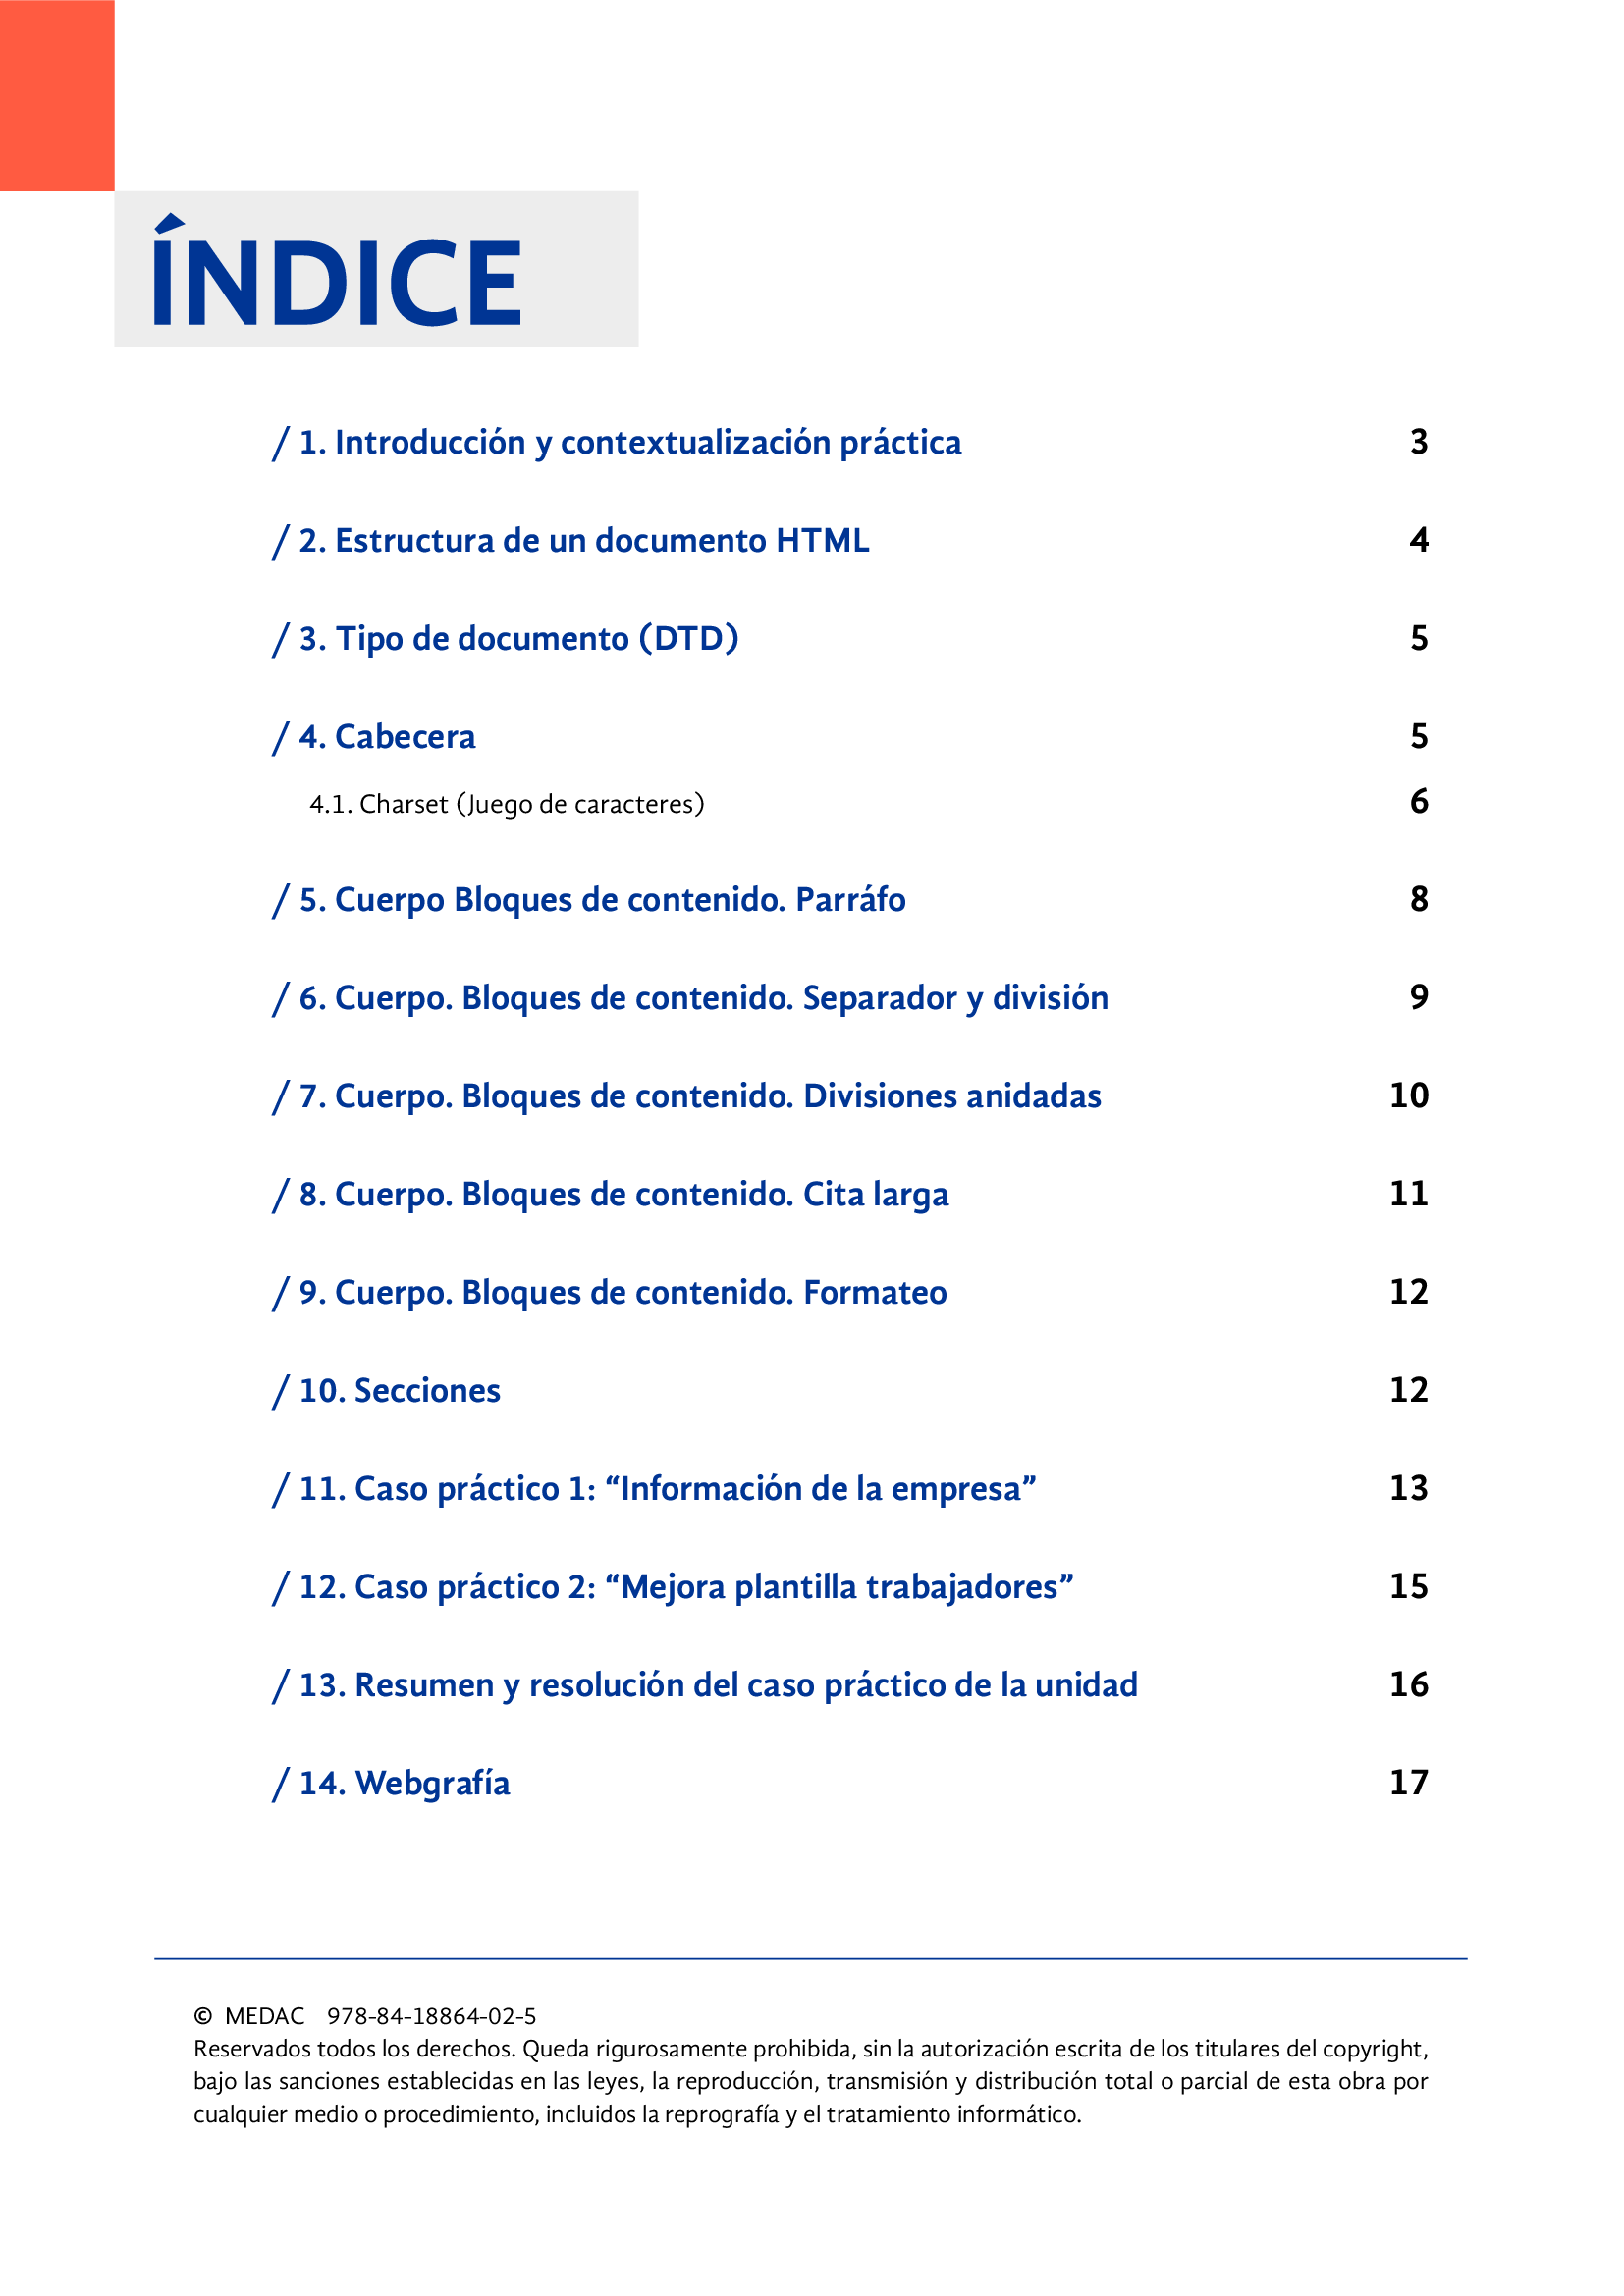 ÍNDICE
/ 1. Introducción y contextualización práctica 3
/ 2. Estructura de un documento HTML 4
/ 3. Tipo de documento (DTD) 5
/ 4. Cabecera 5
4.1. Charset (Juego de caracteres) 6
/ 5. Cuerpo Bloques de contenido. Parráfo 8
/ 6. Cuerpo. Bloques de contenido. Separador y división 9
/ 7. Cuerpo. Bloques de contenido. Divisiones anidadas 10
/ 8. Cuerpo. Bloques de contenido. Cita larga 11
/ 9. Cuerpo. Bloques de contenido. Formateo 12
/ 10. Secciones 12
/ 11. Caso práctico 1: “Información de la empresa” 13
/ 12. Caso práctico 2: “Mejora plantilla trabajadores” 15
/ 13. Resumen y resolución del caso práctico de la unidad 16
/ 14. Webgrafía 17
© MEDAC 978-84-18864-02-5
Reservados todos los derechos. Queda rigurosamente prohibida, sin la autorización escrita de los titulares del copyright,
bajo las sanciones establecidas en las leyes, la reproducción, transmisión y distribución total o parcial de esta obra por
cualquier medio o procedimiento, incluidos la reprografía y el tratamiento informático.